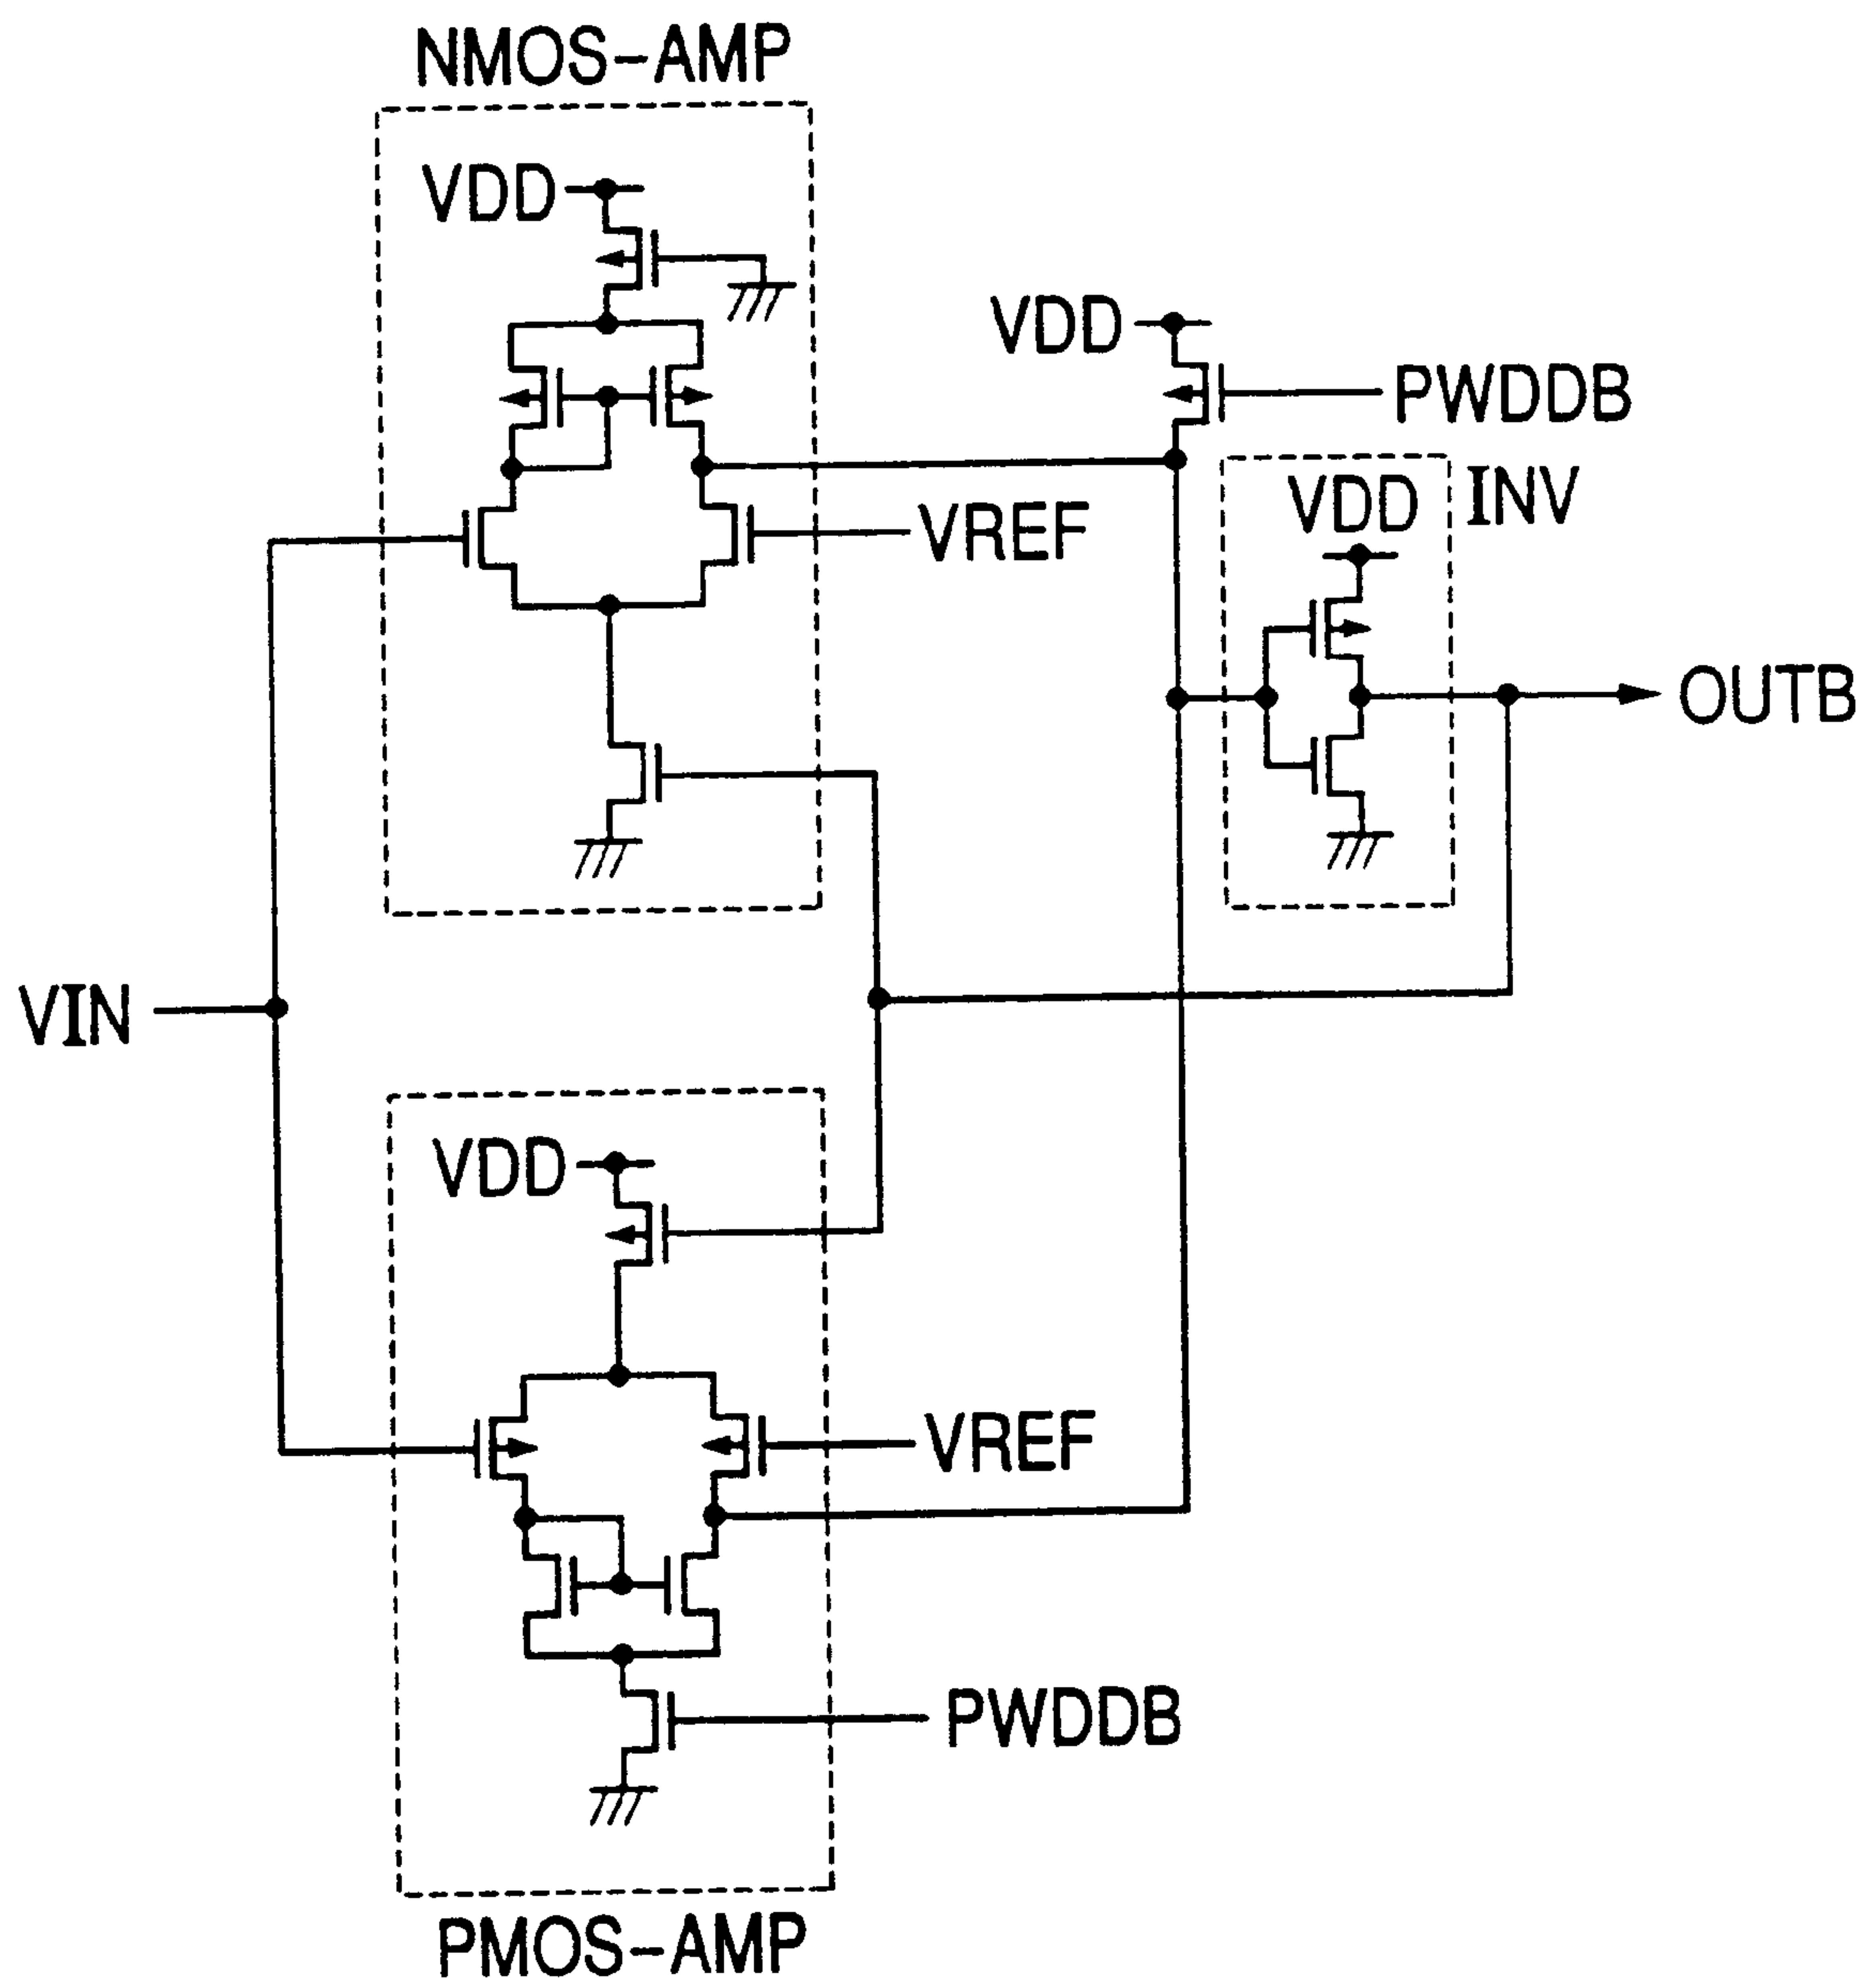 NMOS-AMP
VDD
VDD
PWDDB
VREF
VDD
INV
OUTB
VIN
VDD
VREF
PWDDB
PMOS-AMP